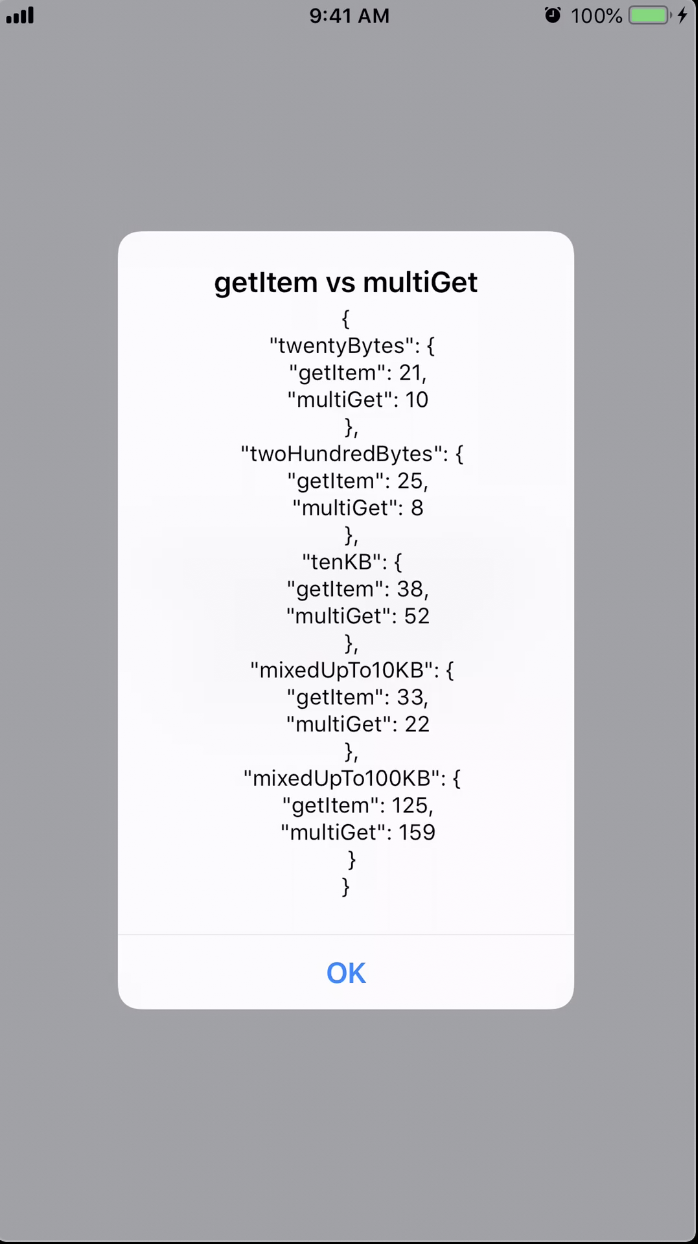 9:41 AM 100%
getItem vs multiGet
{
"twentyBytes": {
"getItem": 21,
"multiGet": 10
},
"twoHundredBytes": {
"getItem": 25,
"multiGet": 8
},
"tenKB": {
"getItem": 38,
"multiGet": 52
},
"mixedUpTo10KB": {
"getItem": 33,
"multiGet": 22
},
"mixedUpTo100KB": {
"getItem": 125,
"multiGet": 159
}
}
OK